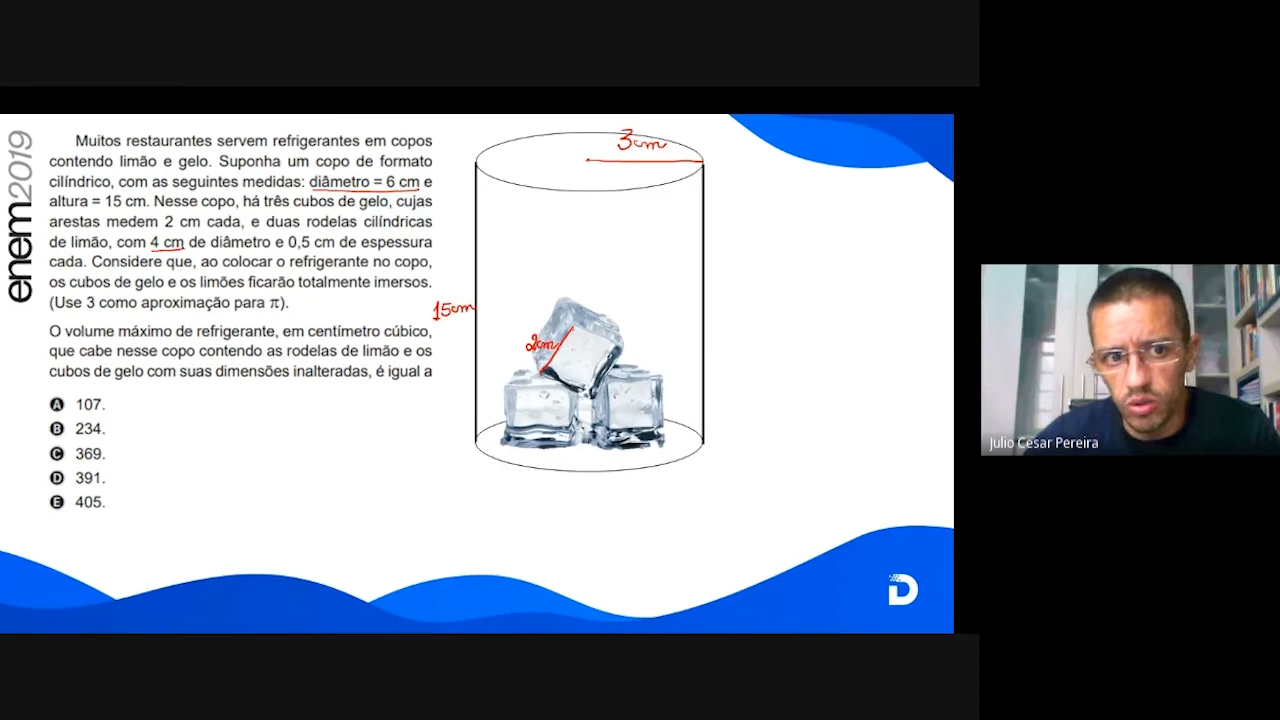 enem2019
Muitos restaurantes servem refrigerantes em copos
contendo limão e gelo. Suponha um copo de formato
cilíndrico, com as seguintes medidas: diâmetro = 6 cm e
altura = 15 cm. Nesse copo, há três cubos de gelo, cujas
arestas medem 2 cm cada, e duas rodelas cilíndricas
de limão, com 4 cm de diâmetro e 0,5 cm de espessura
cada. Considere que, ao colocar o refrigerante no copo,
os cubos de gelo e os limões ficarão totalmente imersos.
(Use 3 como aproximação para π).
O volume máximo de refrigerante, em centímetro cúbico,
que cabe nesse copo contendo as rodelas de limão e os
cubos de gelo com suas dimensões inalteradas, é igual a
A 107.
B 234.
C 369.
D 391.
E 405.
3cm
15cm
2cm
D
Julio Cesar Pereira